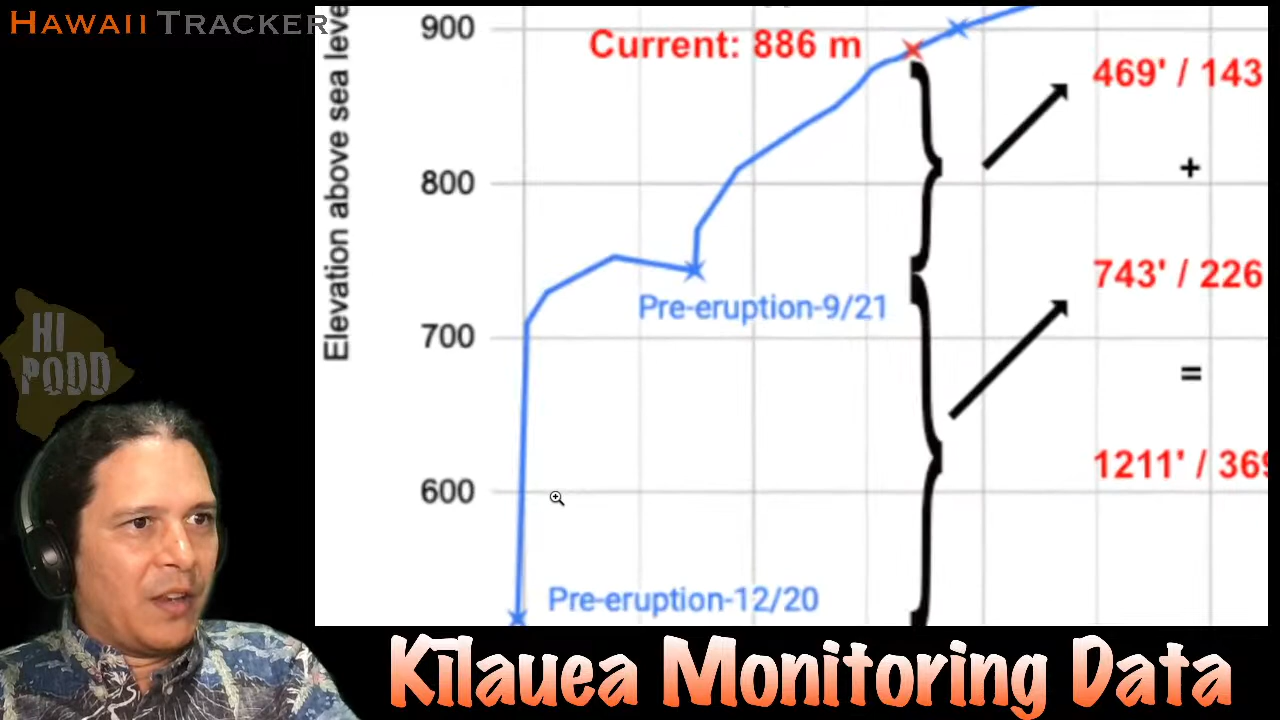 HAWAII TRACKER
Elevation above sea leve
900
800
700
600
Current: 886 m
469' / 143
+
743' / 226
=
1211' / 369
Pre-eruption-9/21
Pre-eruption-12/20
HI
PODD
Kīlauea Monitoring Data